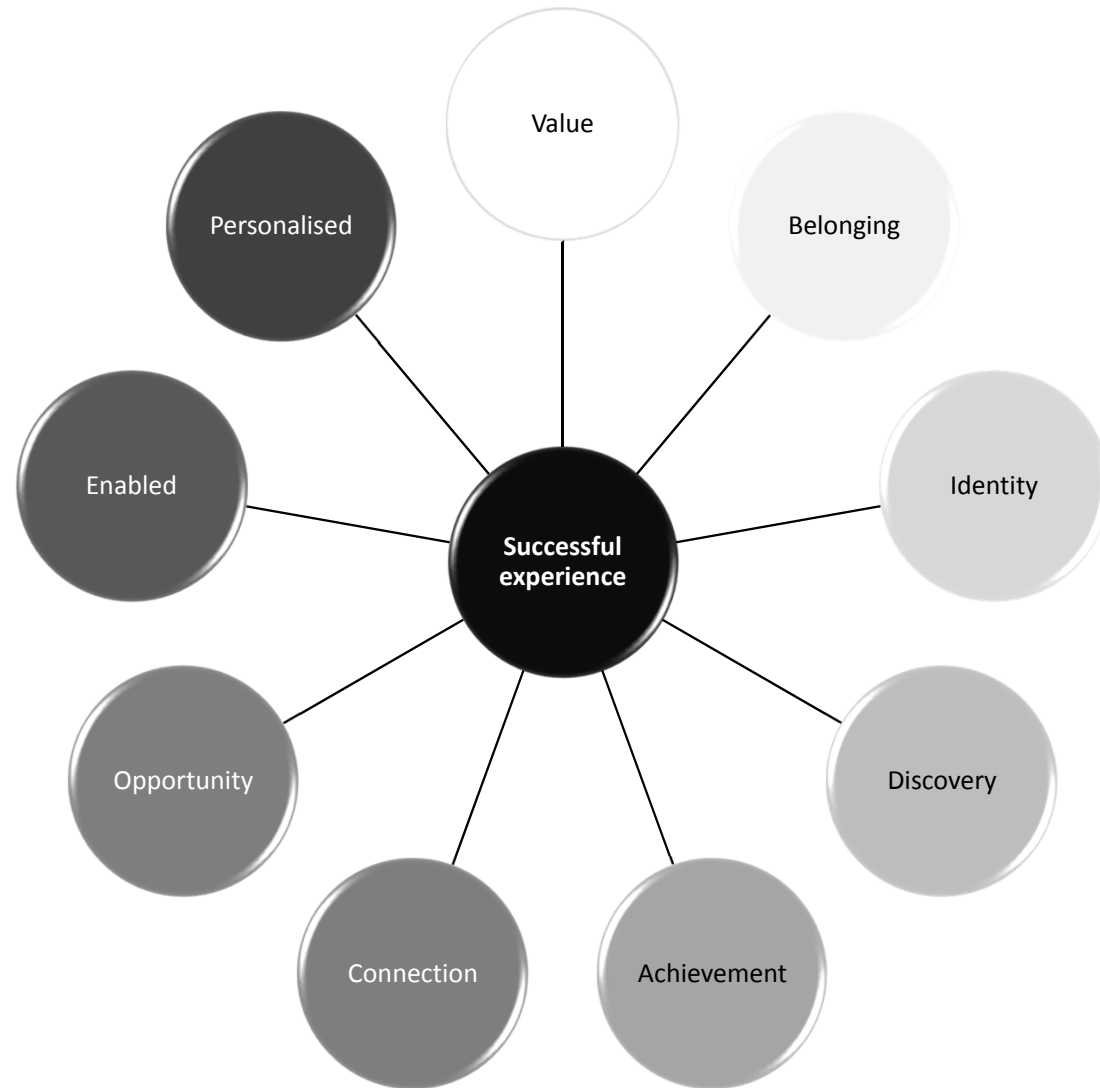 Value
Personalised
Belonging
Enabled
Identity
Successful
experience
Opportunity
Discovery
Connection
Achievement